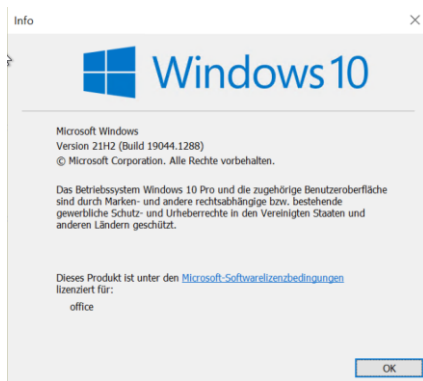 Info
Windows 10
Microsoft Windows
Version 21H2 (Build 19044.1288)
© Microsoft Corporation. Alle Rechte vorbehalten.
Das Betriebssystem Windows 10 Pro und die zugehörige Benutzeroberfläche
sind durch Marken- und andere rechtsabhängige bzw. bestehende
gewerbliche Schutz- und Urheberrechte in den Vereinigten Staaten und
anderen Ländern geschützt.
Dieses Produkt ist unter den Microsoft-Softwarelizenzbedingungen
lizenziert für:
office
OK